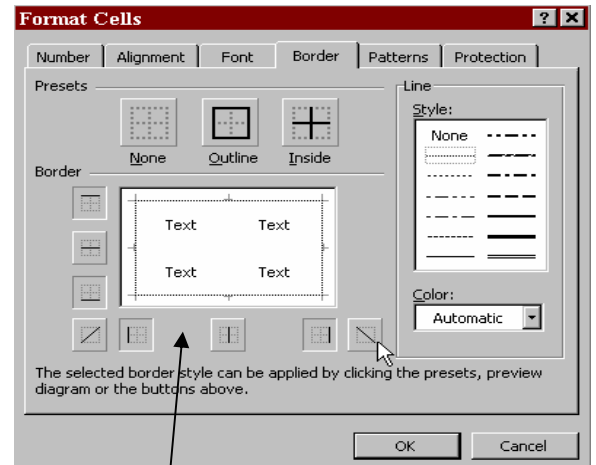 Format Cells
Number Alignment Font Border Patterns Protection
Presets
Line
Style:
None
None Outline Inside
Border
Text Text
Text Text
Color:
Automatic
The selected border style can be applied by clicking the presets, preview
diagram or the buttons above.
OK Cancel